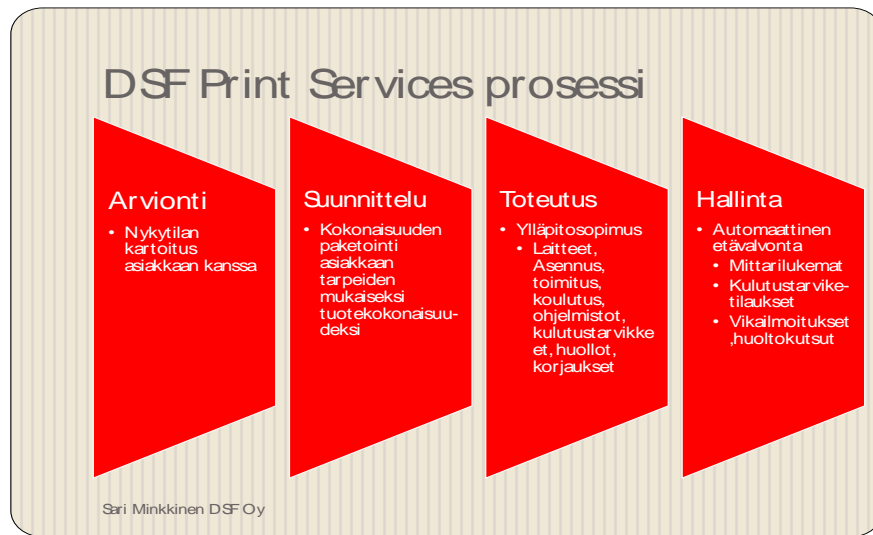 DSF Print Services prosessi
Arvionti
• Nykytilan
kartoitus
asiakkaan kanssa
Suunnittelu
• Kokonaisuuden
paketointi
asiakkaan
tarpeiden
mukaiseksi
tuotekokonaisuu-
deksi
Toteutus
• Ylläpitosopimus
• Laitteet,
Asennus,
toimitus,
koulutus,
ohjelmistot,
kulutustarvikke
et, huollot,
korjaukset
Hallinta
• Automaattinen
etävalvonta
• Mittarilukemat
• Kulutustarvike-
tilaukset
• Vikailmoitukset
,huoltokutsut
Sari Minkkinen DSF Oy